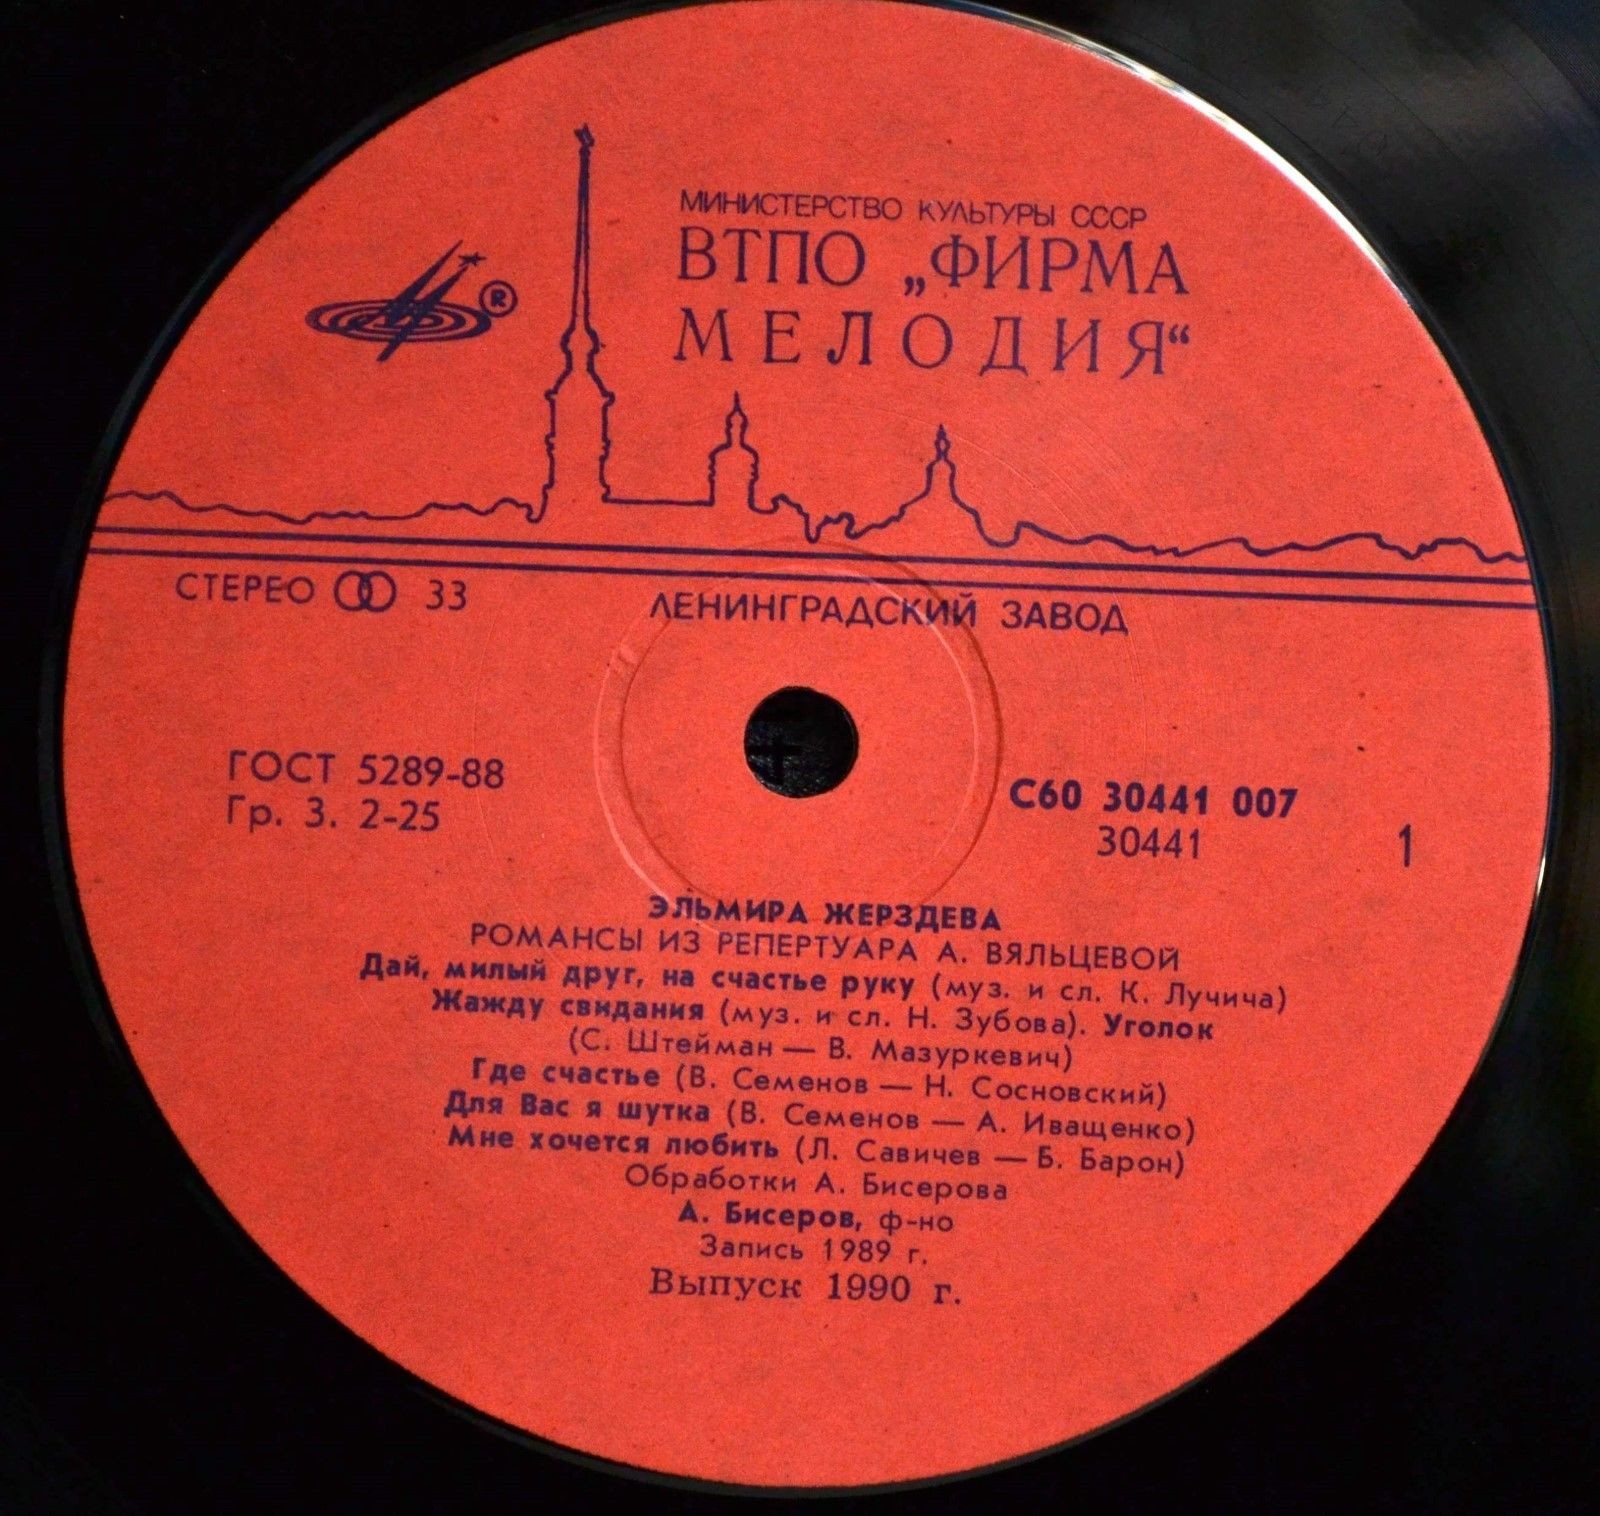 МИНИСТЕРСТВО КУЛЬТУРЫ СССР
ВТПО „ФИРМА
МЕЛОДИЯ“
®
СТЕРЕО 33
ЛЕНИНГРАДСКИЙ ЗАВОД
ГОСТ 5289-88
Гр. 3. 2-25
С60 30441 007
30441
1
ЭЛЬМИРА ЖЕРЗДЕВА
РОМАНСЫ ИЗ РЕПЕРТУАРА А. ВЯЛЬЦЕВОЙ
Дай, милый друг, на счастье руку (муз. и сл. К. Лучича)
Жажду свидания (муз. и сл. Н. Зубова). Уголок
(С. Штейман — В. Мазуркевич)
Где счастье (В. Семенов — Н. Сосновский)
Для Вас я шутка (В. Семенов — А. Иващенко)
Мне хочется любить (Л. Савичев — Б. Барон)
Обработки А. Бисерова
А. Бисеров, ф-но
Запись 1989 г.
Выпуск 1990 г.